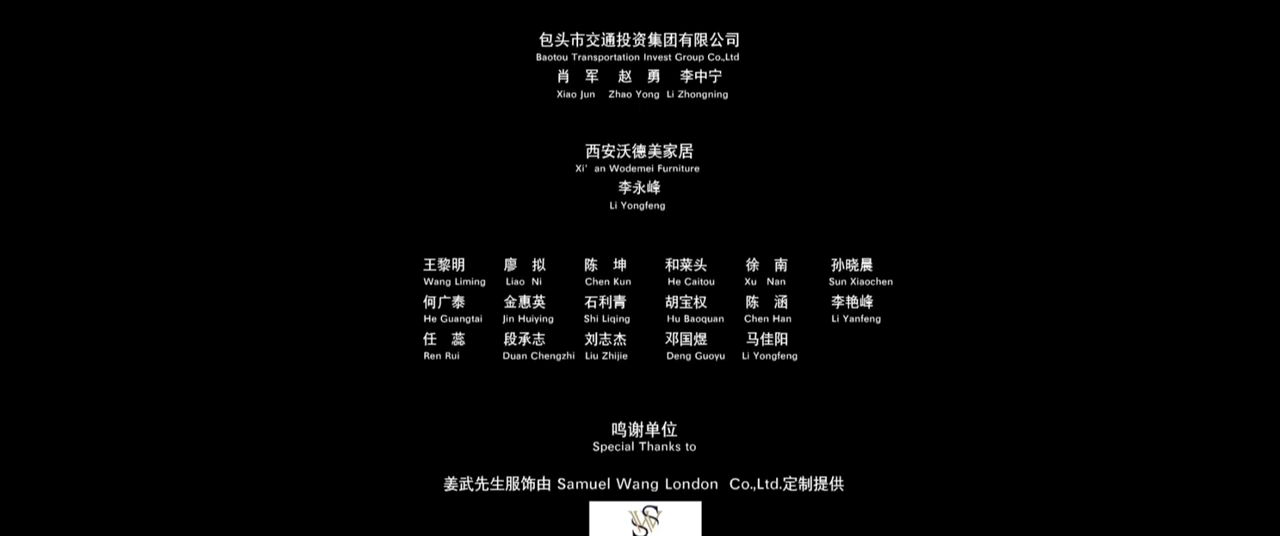 包头市交通投资集团有限公司
Baotou Transportation Invest Group Co.,Ltd
肖 军 赵 勇 李中宁
Xiao Jun Zhao Yong Li Zhongning
西安沃德美家居
Xi' an Wodemei Furniture
李永峰
Li Yongfeng
王黎明 廖 拟 陈 坤 和菜头 徐 南 孙晓晨
Wang Liming Liao Ni Chen Kun He Caitou Xu Nan Sun Xiaochen
何广泰 金惠英 石利青 胡宝权 陈 涵 李艳峰
He Guangtai Jin Huiying Shi Liqing Hu Baoquan Chen Han Li Yanfeng
任 蕊 段承志 刘志杰 邓国煜 马佳阳
Ren Rui Duan Chengzhi Liu Zhijie Deng Guoyu Li Yongfeng
鸣谢单位
Special Thanks to
姜武先生服饰由 Samuel Wang London Co.,Ltd.定制提供